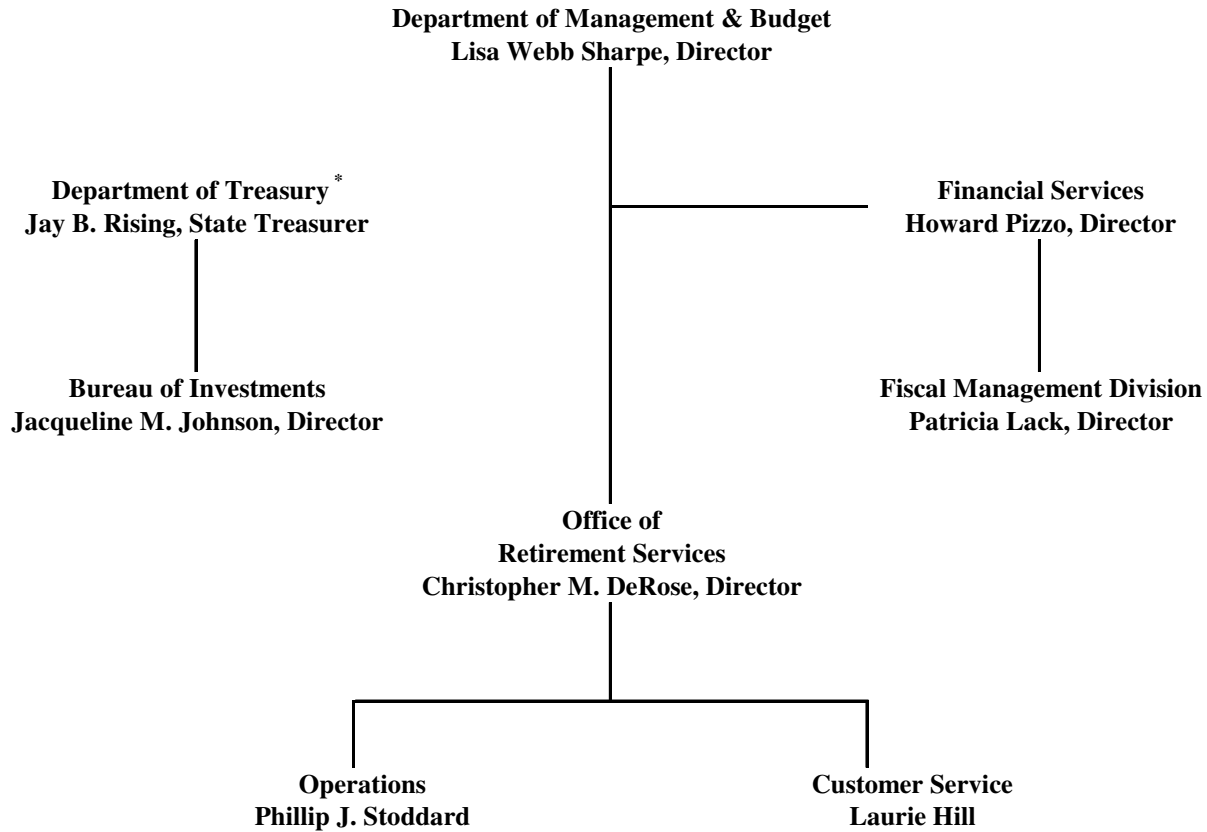 Department of Management & Budget
Lisa Webb Sharpe, Director
Department of Treasury *
Jay B. Rising, State Treasurer
Financial Services
Howard Pizzo, Director
Bureau of Investments
Jacqueline M. Johnson, Director
Fiscal Management Division
Patricia Lack, Director
Office of
Retirement Services
Christopher M. DeRose, Director
Operations
Phillip J. Stoddard
Customer Service
Laurie Hill